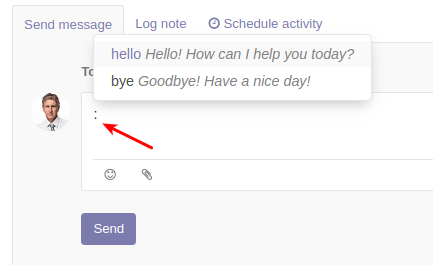 Send message Log note Schedule activity
hello Hello! How can I help you today?
To
bye Goodbye! Have a nice day!
:
Send